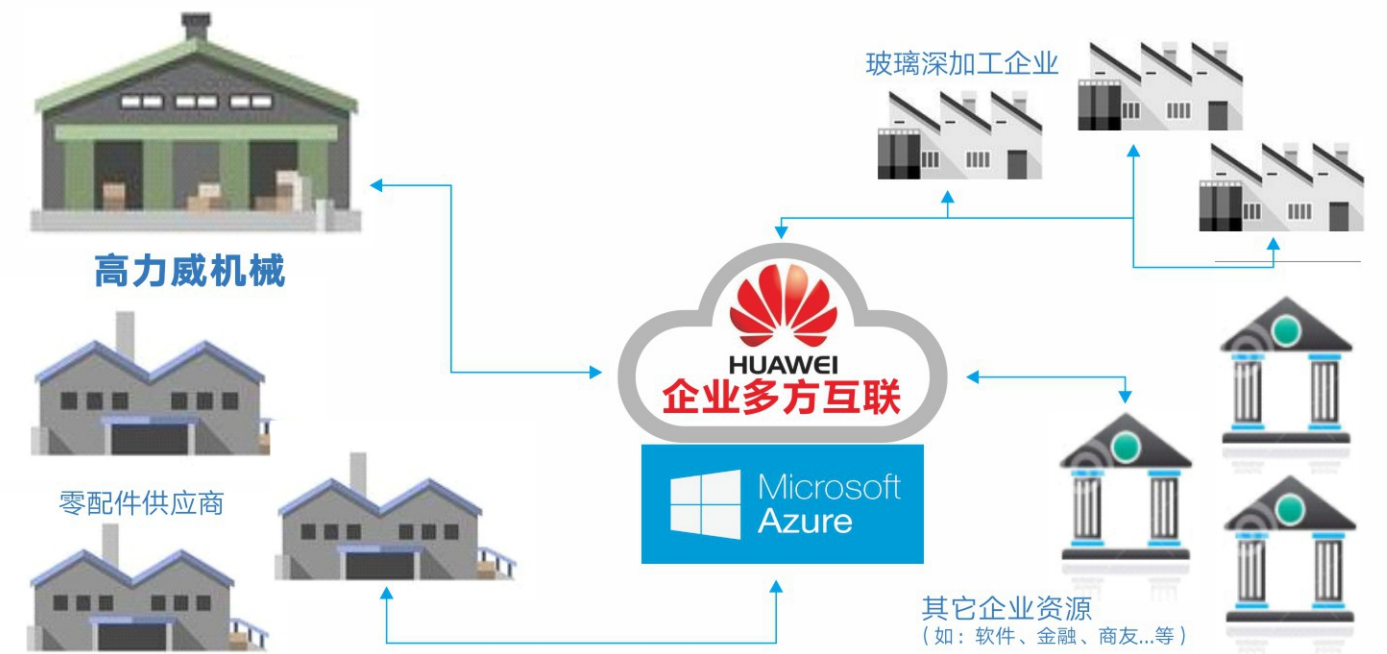 玻璃深加工企业
高力威机械
HUAWEI
企业多方互联
零配件供应商
Microsoft
Azure
其它企业资源
（如：软件、金融、商友...等）